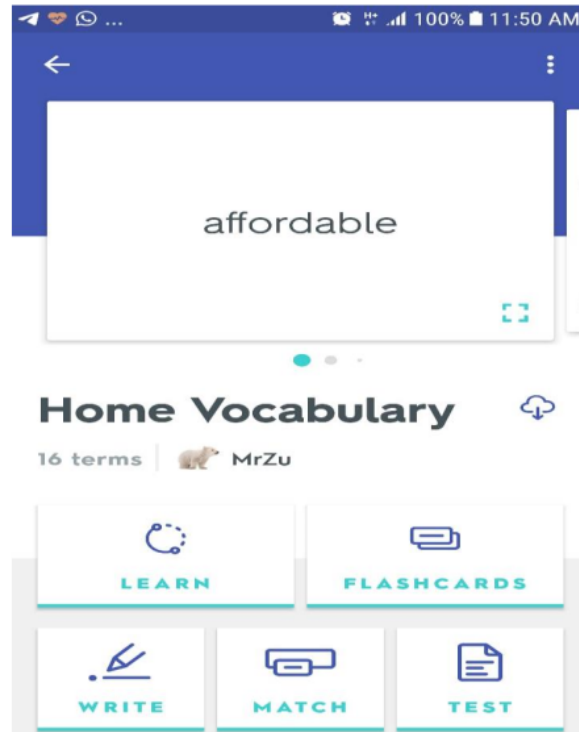 ... 100% 11:50 AM
affordable
Home Vocabulary
16 terms MrZu
LEARN FLASHCARDS
WRITE MATCH TEST